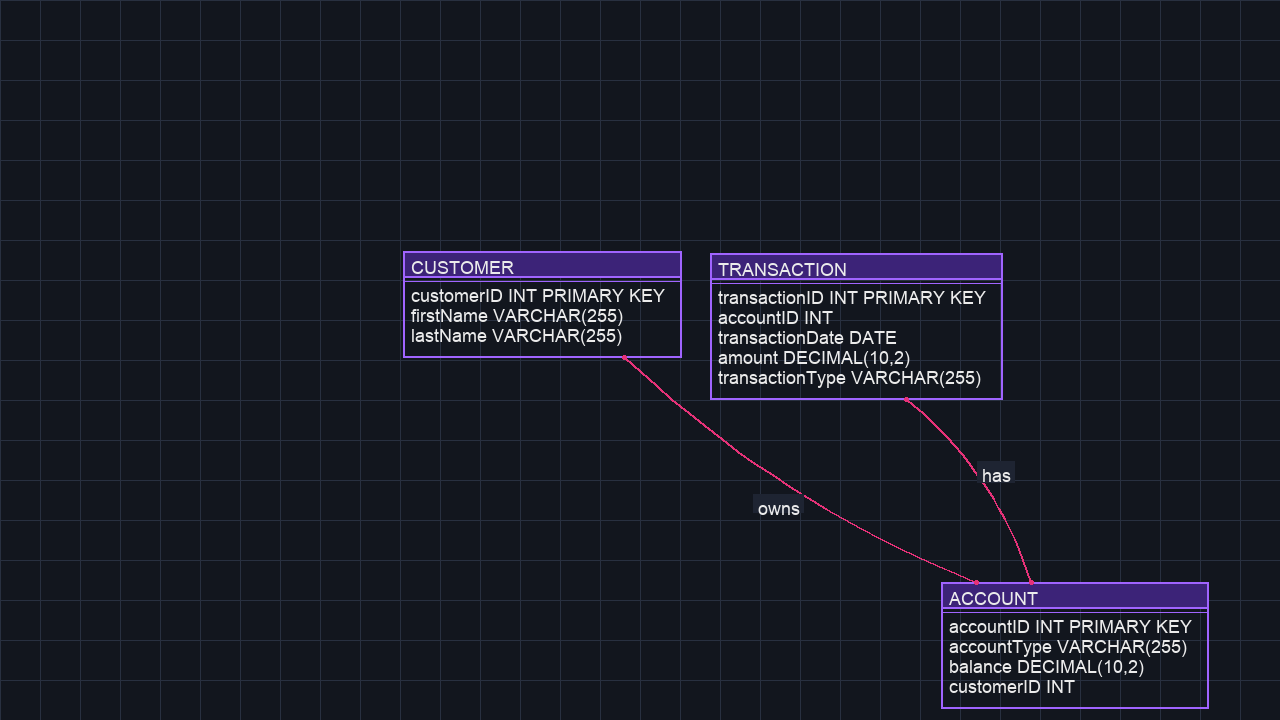 CUSTOMER
customerID INT PRIMARY KEY
firstName VARCHAR(255)
lastName VARCHAR(255)
TRANSACTION
transactionID INT PRIMARY KEY
accountID INT
transactionDate DATE
amount DECIMAL(10,2)
transactionType VARCHAR(255)
has
owns
ACCOUNT
accountID INT PRIMARY KEY
accountType VARCHAR(255)
balance DECIMAL(10,2)
customerID INT